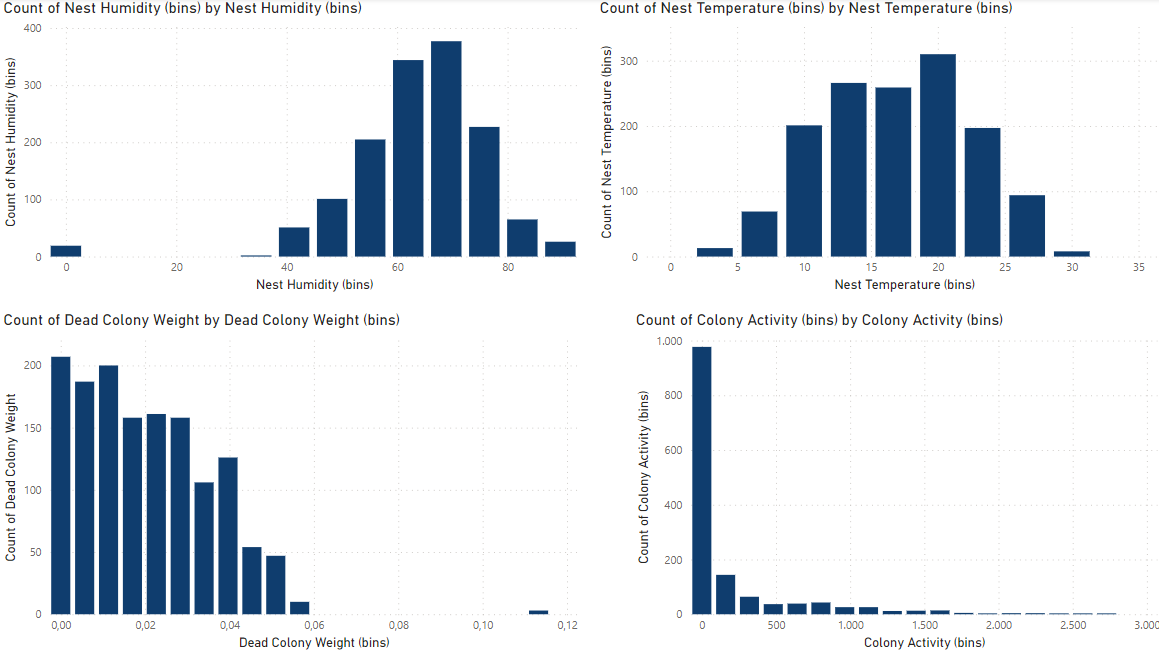 Count of Nest Humidity (bins) by Nest Humidity (bins)
Count of Nest Humidity (bins)
400
300
200
100
0
0 20 40 60 80
Nest Humidity (bins)
Count of Nest Temperature (bins) by Nest Temperature (bins)
Count of Nest Temperature (bins)
300
200
100
0
0 5 10 15 20 25 30 35
Nest Temperature (bins)
Count of Dead Colony Weight by Dead Colony Weight (bins)
Count of Dead Colony Weight
200
150
100
50
0
0,00 0,02 0,04 0,06 0,08 0,10 0,12
Dead Colony Weight (bins)
Count of Colony Activity (bins) by Colony Activity (bins)
Count of Colony Activity (bins)
1.000
800
600
400
200
0
0 500 1.000 1.500 2.000 2.500 3.000
Colony Activity (bins)